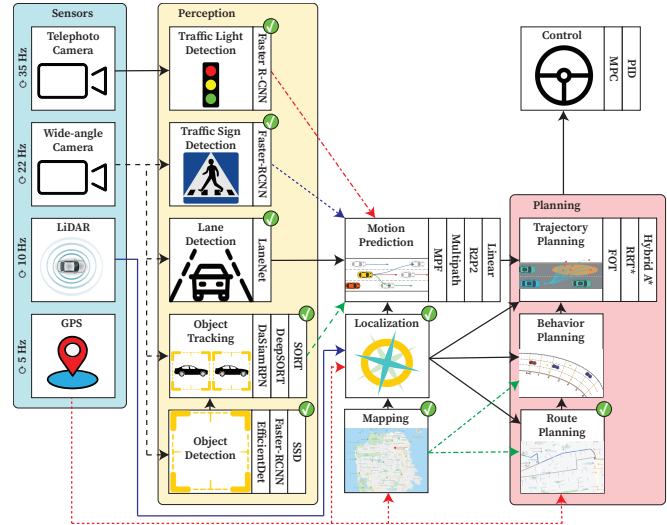 Sensors
35 Hz
Telephoto
Camera
22 Hz
Wide-angle
Camera
10 Hz
LiDAR
5 Hz
GPS
Perception
Traffic Light
Detection
Faster R-CNN
Traffic Sign
Detection
Faster-RCNN
Lane
Detection
LaneNet
Object
Tracking
DaSiamRPN
DeepSORT
SORT
Object
Detection
EfficientDet
Faster-RCNN
SSD
Motion
Prediction
MPF
Multipath
R2P2
Linear
Localization
Mapping
Control
MPC
PID
Planning
Trajectory
Planning
FOT
RRT*
Hybrid A*
Behavior
Planning
Route
Planning